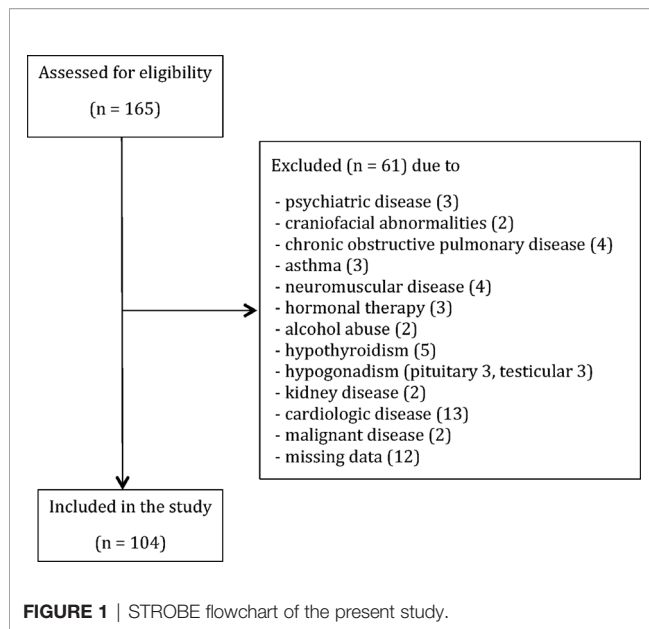 Assessed for eligibility
(n = 165)
Excluded (n = 61) due to
- psychiatric disease (3)
- craniofacial abnormalities (2)
- chronic obstructive pulmonary disease (4)
- asthma (3)
- neuromuscular disease (4)
- hormonal therapy (3)
- alcohol abuse (2)
- hypothyroidism (5)
- hypogonadism (pituitary 3, testicular 3)
- kidney disease (2)
- cardiologic disease (13)
- malignant disease (2)
- missing data (12)
Included in the study
(n = 104)
FIGURE 1 | STROBE flowchart of the present study.